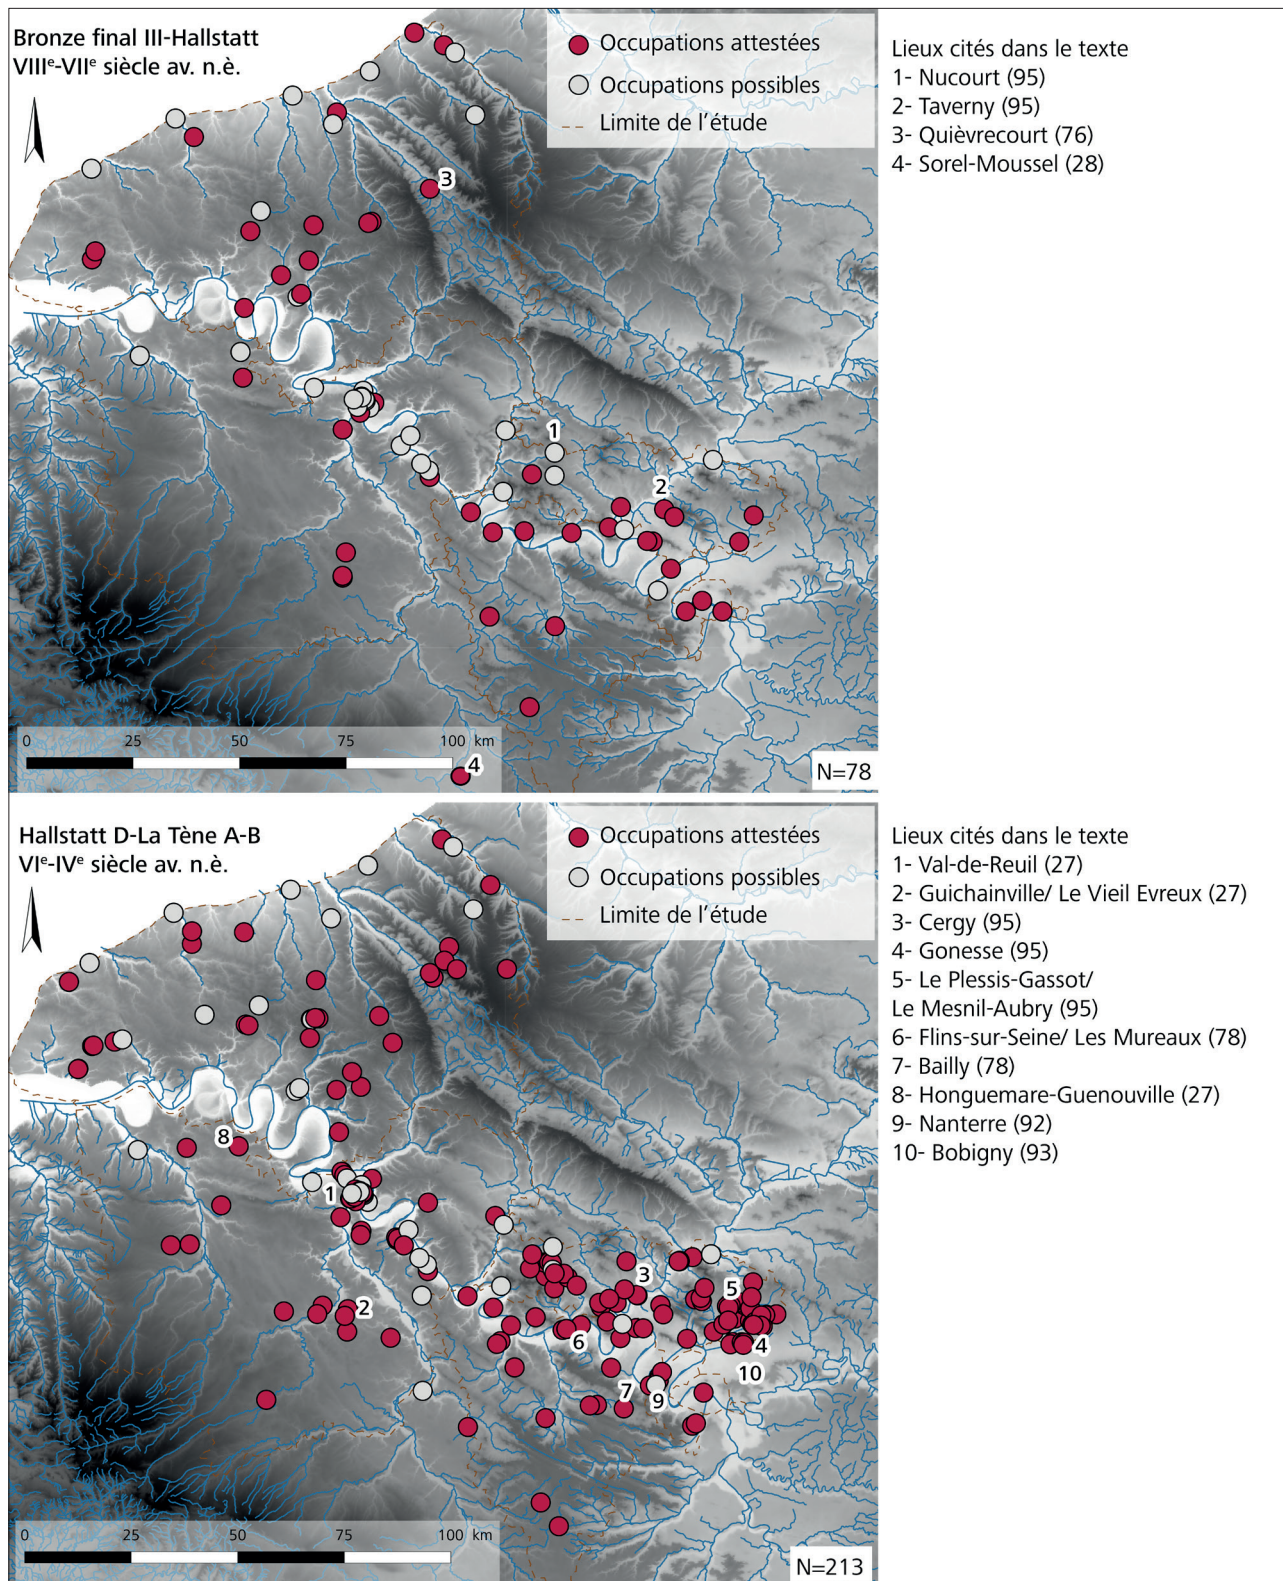 Bronze final III-Hallstatt
VIIIe-VIIe siècle av. n.è.
Occupations attestées
Occupations possibles
Limite de l'étude
Lieux cités dans le texte
1- Nucourt (95)
2- Taverny (95)
3- Quièvrecourt (76)
4- Sorel-Moussel (28)
3
1
2
0 25 50 75 100 km
4
N=78
Hallstatt D-La Tène A-B
VIe-IVe siècle av. n.è.
Occupations attestées
Occupations possibles
Limite de l'étude
Lieux cités dans le texte
1- Val-de-Reuil (27)
2- Guichainville/ Le Vieil Evreux (27)
3- Cergy (95)
4- Gonesse (95)
5- Le Plessis-Gassot/
Le Mesnil-Aubry (95)
6- Flins-sur-Seine/ Les Mureaux (78)
7- Bailly (78)
8- Honguemare-Guenouville (27)
9- Nanterre (92)
10- Bobigny (93)
8
1
3
5
2
6
4
10
7
9
0 25 50 75 100 km
N=213